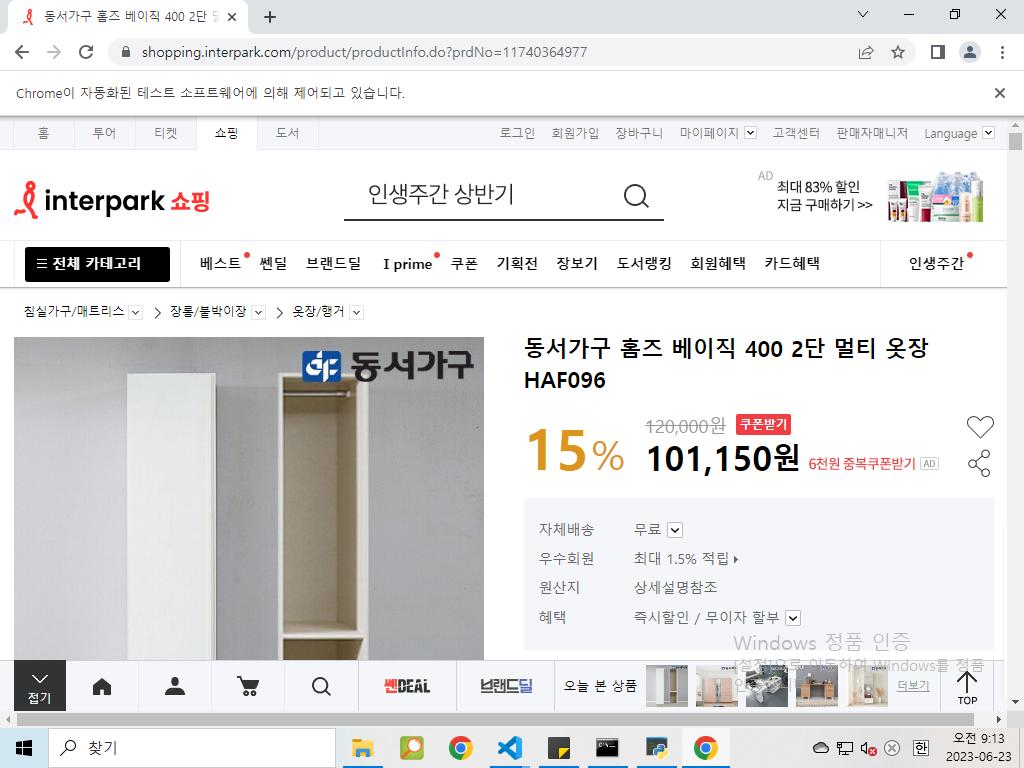 동서가구 홈즈 베이직 400 2단 멀
shopping.interpark.com/product/productInfo.do?prdNo=11740364977
Chrome이 자동화된 테스트 소프트웨어에 의해 제어되고 있습니다.
홈 투어 티켓 쇼핑 도서 로그인 회원가입 장바구니 마이페이지 고객센터 판매자매니저 Language
interpark 쇼핑
인생주간 상반기
AD
최대 83% 할인
지금 구매하기 >>
전체 카테고리 베스트 쎈딜 브랜드딜 I prime 쿠폰 기획전 장보기 도서랭킹 회원혜택 카드혜택 인생주간
침실가구/매트리스 장롱/붙박이장 옷장/행거
동서가구
동서가구 홈즈 베이직 400 2단 멀티 옷장
HAF096
15%
120,000원 쿠폰받기
101,150원 6천원 중복쿠폰받기 AD
자체배송 무료
우수회원 최대 1.5% 적립
원산지 상세설명참조
혜택 즉시할인 / 무이자 할부
Windows 정품 인증
[설정]으로 이동하여 Windows를 정품
접기 쎈DEAL 브랜드딜 오늘 본 상품 더보기 TOP
찾기
한
오전 9:13
2023-06-23